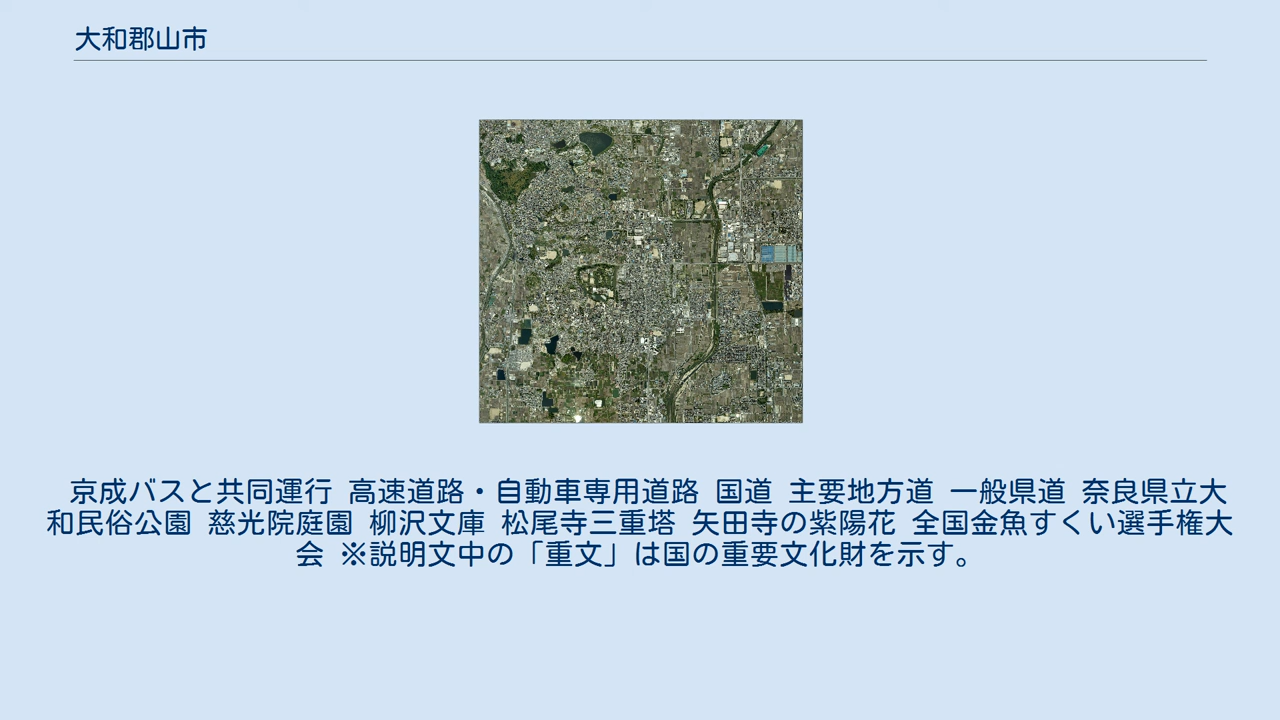 大和郡山市
京成バスと共同運行 高速道路・自動車専用道路 国道 主要地方道 一般県道 奈良県立大
和民俗公園 慈光院庭園 柳沢文庫 松尾寺三重塔 矢田寺の紫陽花 全国金魚すくい選手権大
会 ※説明文中の「重文」は国の重要文化財を示す。